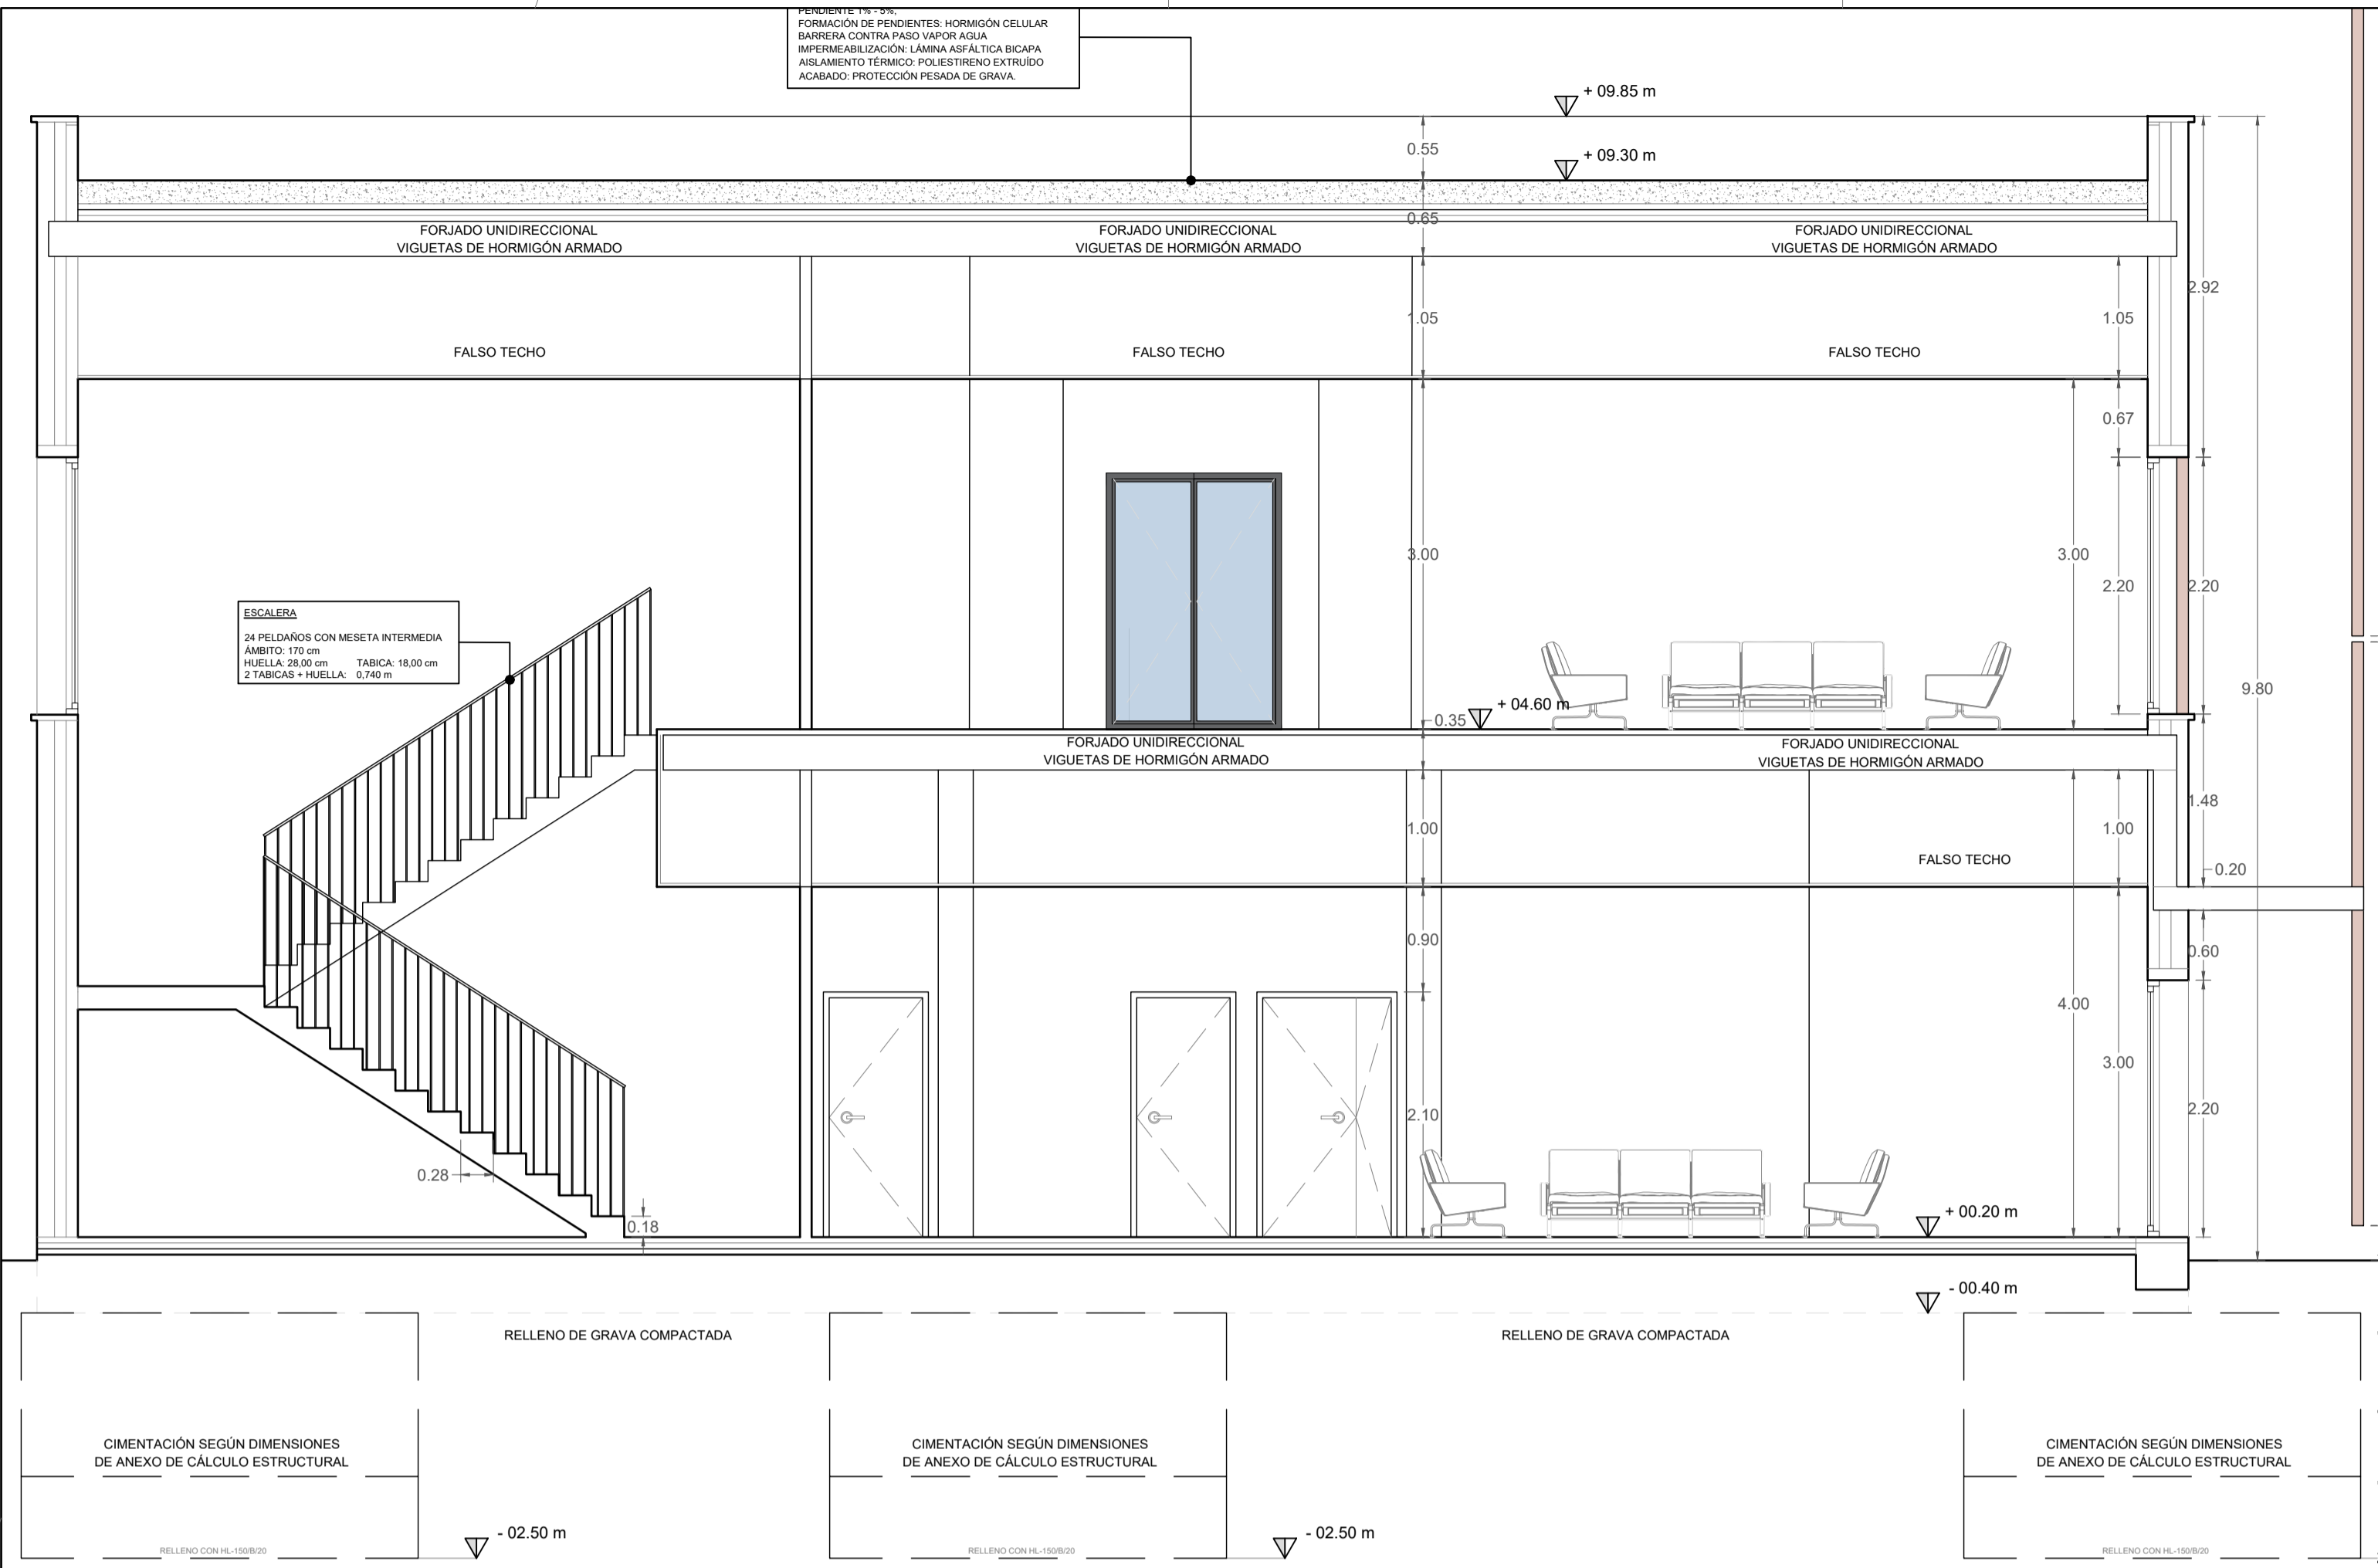 PENDIENTE 1% - 5%,
FORMACIÓN DE PENDIENTES: HORMIGÓN CELULAR
BARRERA CONTRA PASO VAPOR AGUA
IMPERMEABILIZACIÓN: LÁMINA ASFÁLTICA BICAPA
AISLAMIENTO TÉRMICO: POLIESTIRENO EXTRUÍDO
ACABADO: PROTECCIÓN PESADA DE GRAVA.
+ 09.85 m
0.55
+ 09.30 m
0.65
FORJADO UNIDIRECCIONAL
VIGUETAS DE HORMIGÓN ARMADO
FORJADO UNIDIRECCIONAL
VIGUETAS DE HORMIGÓN ARMADO
FORJADO UNIDIRECCIONAL
VIGUETAS DE HORMIGÓN ARMADO
2.92
1.05
1.05
FALSO TECHO
FALSO TECHO
FALSO TECHO
0.67
3.00
3.00
2.20
2.20
ESCALERA
24 PELDAÑOS CON MESETA INTERMEDIA
ÁMBITO: 170 cm
HUELLA: 28,00 cm TABICA: 18,00 cm
2 TABICAS + HUELLA: 0,740 m
9.80
+ 04.60 m
0.35
FORJADO UNIDIRECCIONAL
VIGUETAS DE HORMIGÓN ARMADO
FORJADO UNIDIRECCIONAL
VIGUETAS DE HORMIGÓN ARMADO
1.48
1.00
1.00
FALSO TECHO
0.20
0.90
0.60
4.00
3.00
2.10
2.20
0.28
0.18
+ 00.20 m
- 00.40 m
RELLENO DE GRAVA COMPACTADA
RELLENO DE GRAVA COMPACTADA
CIMENTACIÓN SEGÚN DIMENSIONES
DE ANEXO DE CÁLCULO ESTRUCTURAL
CIMENTACIÓN SEGÚN DIMENSIONES
DE ANEXO DE CÁLCULO ESTRUCTURAL
CIMENTACIÓN SEGÚN DIMENSIONES
DE ANEXO DE CÁLCULO ESTRUCTURAL
- 02.50 m
- 02.50 m
RELLENO CON HL-150/B/20
RELLENO CON HL-150/B/20
RELLENO CON HL-150/B/20